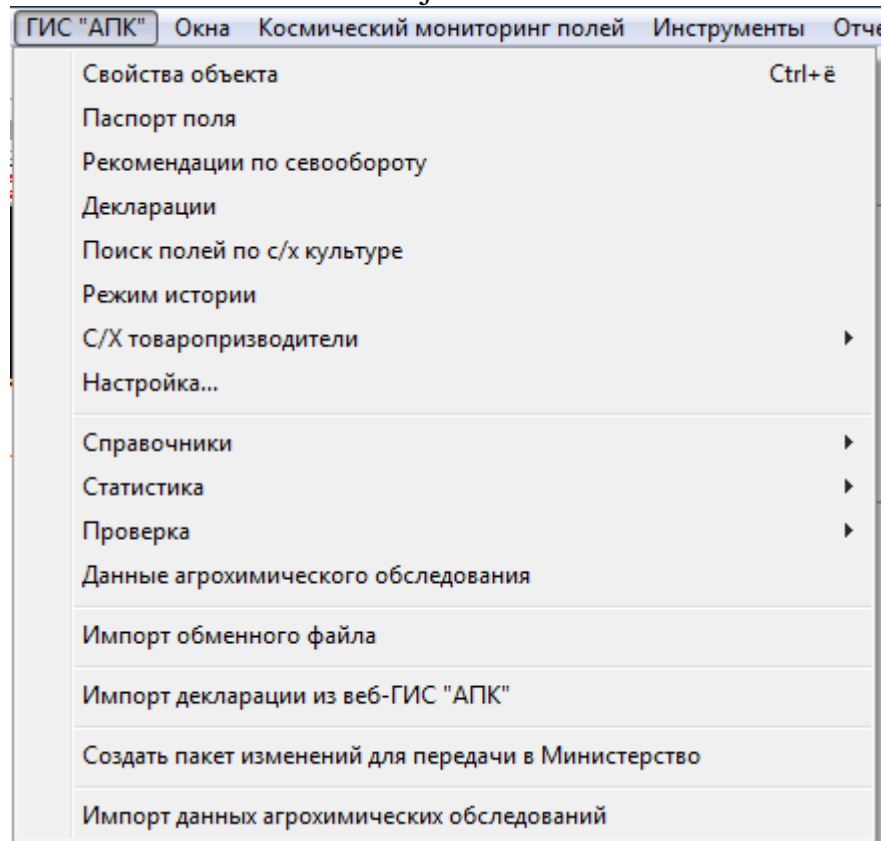 ГИС "АПК" Окна Космический мониторинг полей Инструменты Отче
Свойства объекта Ctrl+ё
Паспорт поля
Рекомендации по севообороту
Декларации
Поиск полей по с/х культуре
Режим истории
С/Х товаропризводители
Настройка...
Справочники
Статистика
Проверка
Данные агрохимического обследования
Импорт обменного файла
Импорт декларации из веб-ГИС "АПК"
Создать пакет изменений для передачи в Министерство
Импорт данных агрохимических обследований